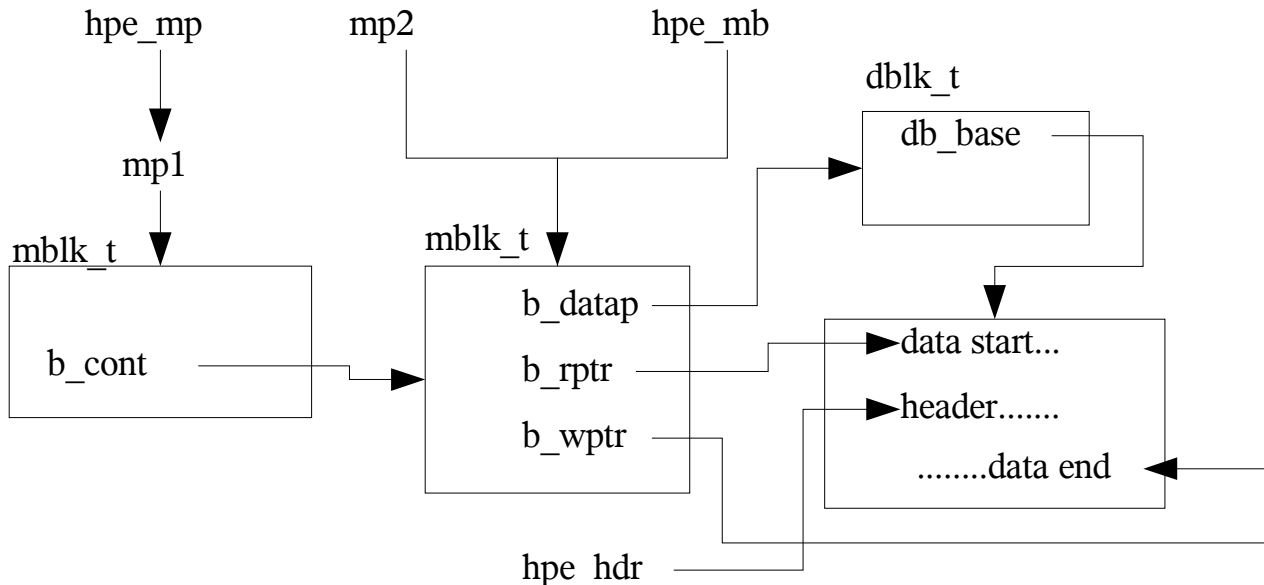 hpe_mp
mp2
hpe_mb
dblk_t
db_base
mp1
mblk_t
mblk_t
b_datap
b_cont
b_rptr
b_wptr
data start...
header.......
........data end
hpe_hdr